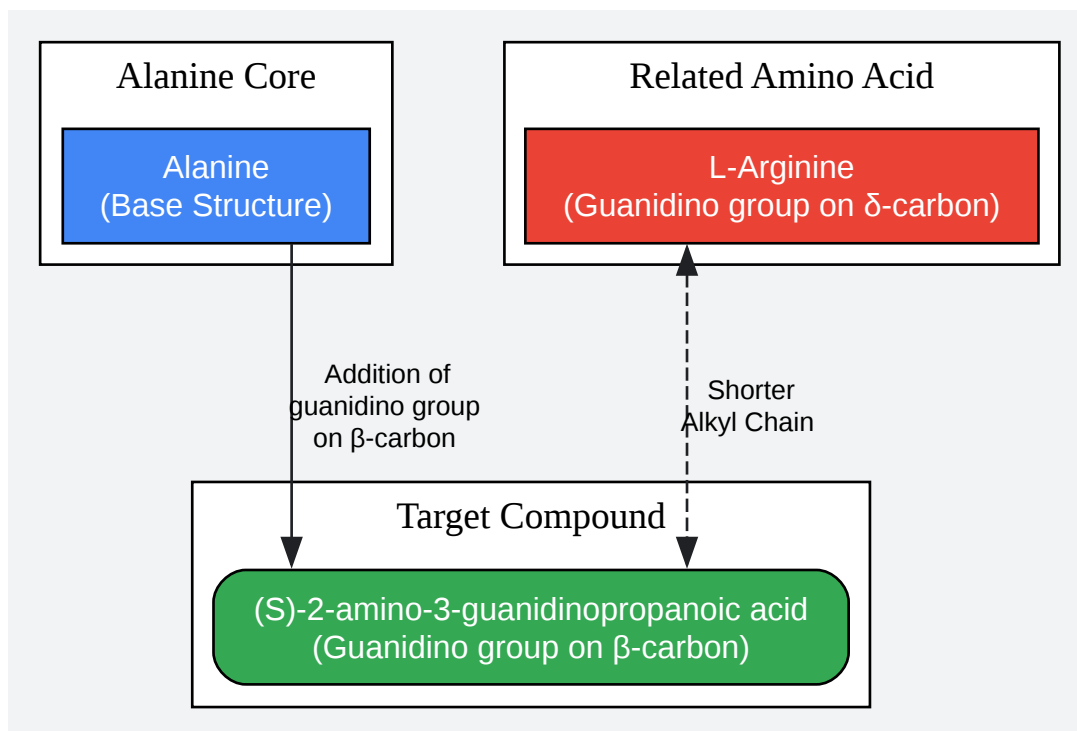 Alanine Core
Alanine
(Base Structure)
Related Amino Acid
L-Arginine
(Guanidino group on δ-carbon)
Addition of
guanidino group
on β-carbon
Shorter
Alkyl Chain
Target Compound
(S)-2-amino-3-guanidinopropanoic acid
(Guanidino group on β-carbon)